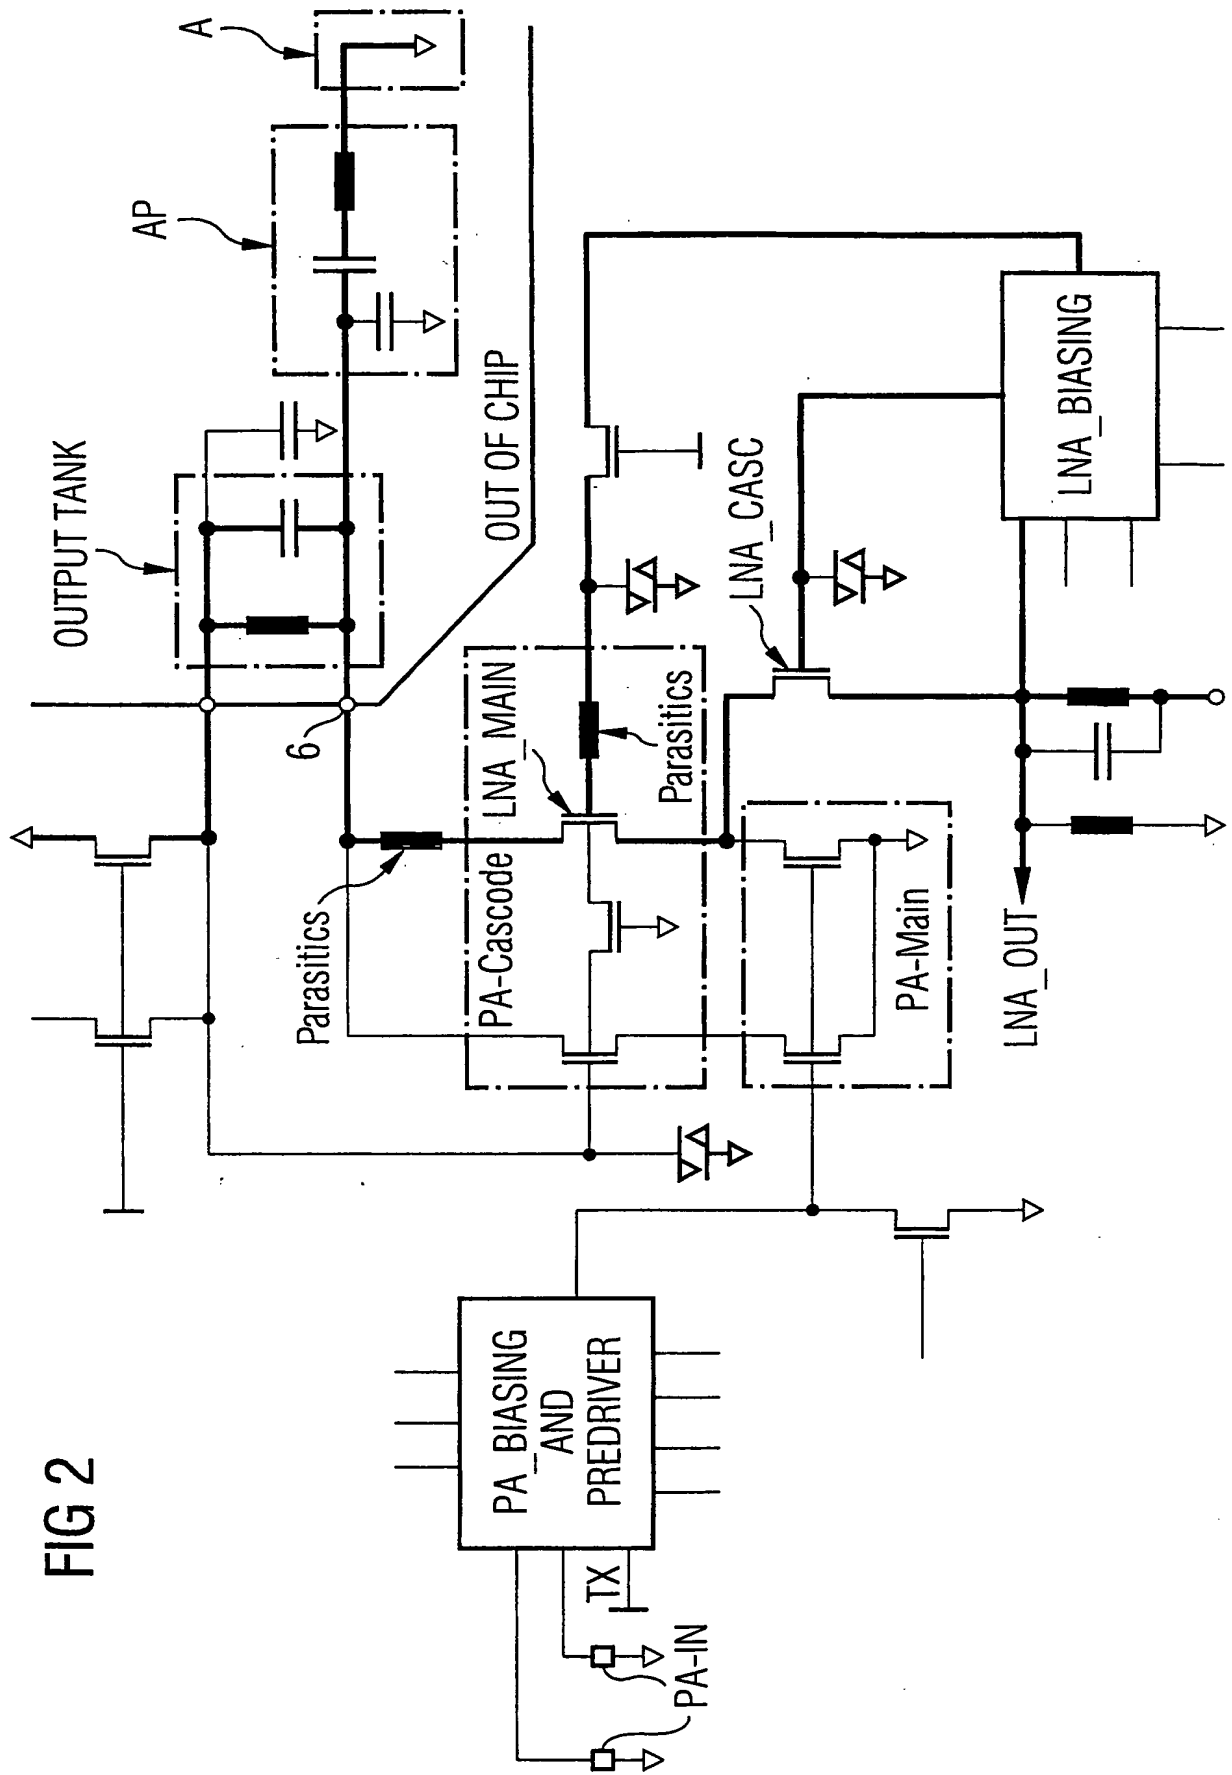 FIG 2
A
AP
OUTPUT TANK
OUT OF CHIP
6
Parasitics
PA-Cascode
LNA_MAIN
Parasitics
LNA_CASC
LNA_BIASING
PA-Main
LNA_OUT
PA_BIASING
_AND
PREDRIVER
TX
PA-IN